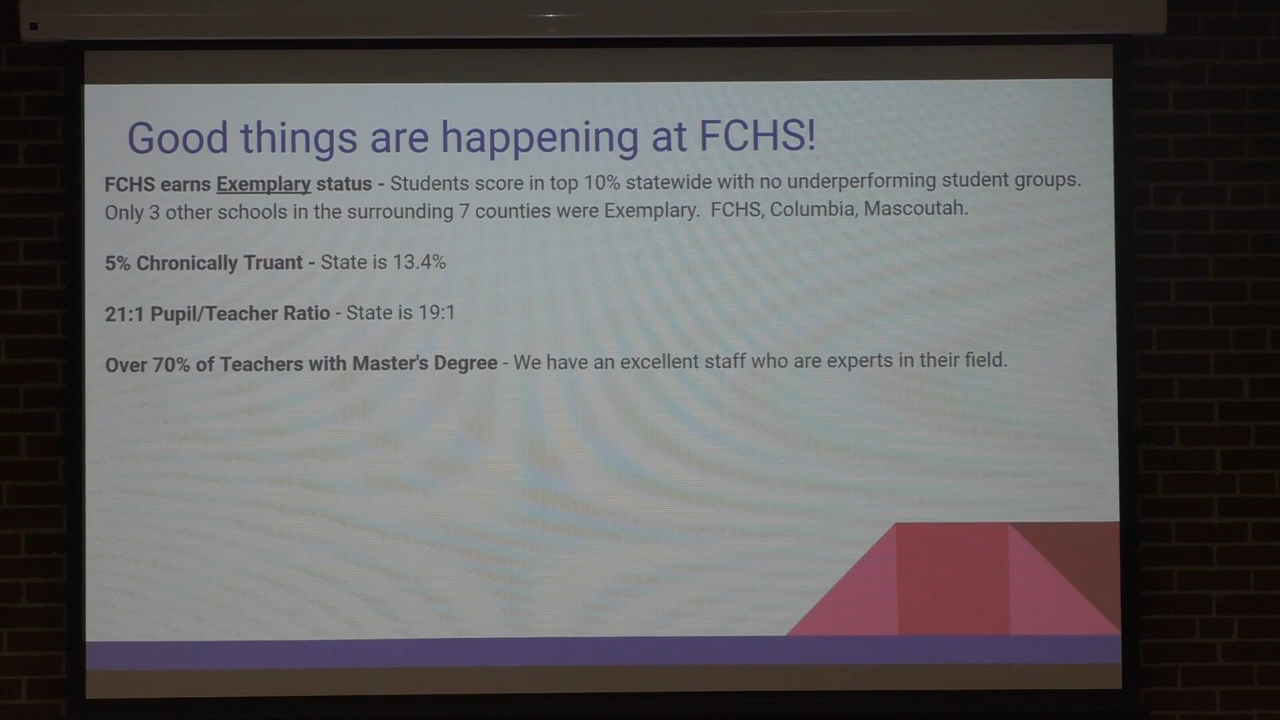 Good things are happening at FCHS!
FCHS earns Exemplary status - Students score in top 10% statewide with no underperforming student groups.
Only 3 other schools in the surrounding 7 counties were Exemplary.  FCHS, Columbia, Mascoutah.
5% Chronically Truant - State is 13.4%
21:1 Pupil/Teacher Ratio - State is 19:1
Over 70% of Teachers with Master's Degree - We have an excellent staff who are experts in their field.